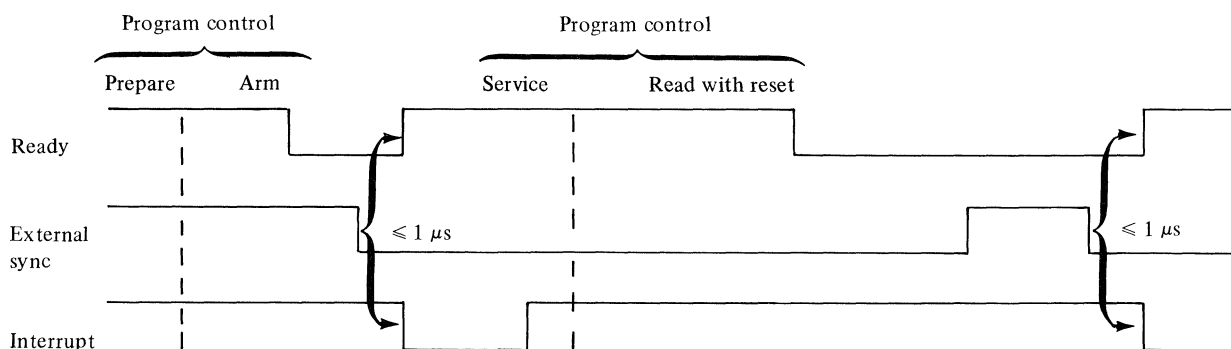 Program control
Program control
Prepare
Arm
Service
Read with reset
Ready
External
sync
≤ 1 μs
≤ 1 μs
Interrupt